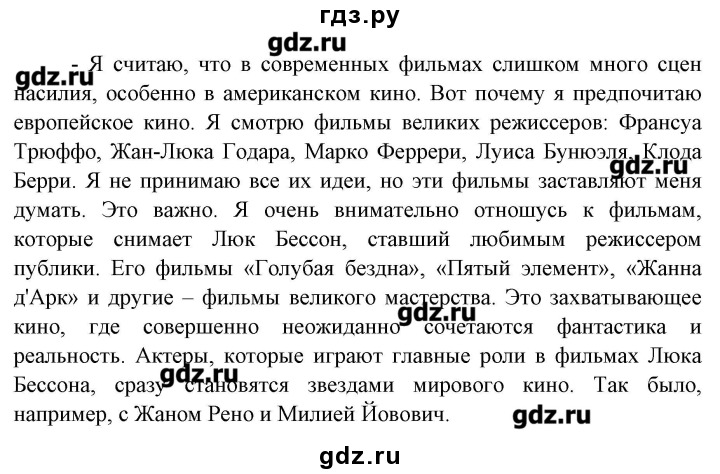 гдз.ру
gdz.ru
- Я считаю, что в современных фильмах слишком много сцен
gdz.ru
насилия, особенно в американском кино. Вот почему я предпочитаю
европейское кино. Я смотрю фильмы великих режиссеров: Франсуа
Трюффо, Жан-Люка Годара, Марко Феррери, Луиса Бунюэля, Клода
gdz.ru
Берри. Я не принимаю все их идеи, но эти фильмы заставляют меня
думать. Это важно. Я очень внимательно отношусь к фильмам,
которые снимает Люк Бессон, ставший любимым режиссером
публики. Его фильмы «Голубая бездна», «Пятый элемент», «Жанна
д'Арк» и другие – фильмы великого мастерства. Это захватывающее
gdz.ru
кино, где совершенно неожиданно сочетаются фантастика и
реальность. Актеры, которые играют главные роли в фильмах Люка
gdz.ru
Бессона, сразу становятся звездами мирового кино. Так было,
например, с Жаном Рено и Милией Йовович.
gdz.ru
gdz.ru